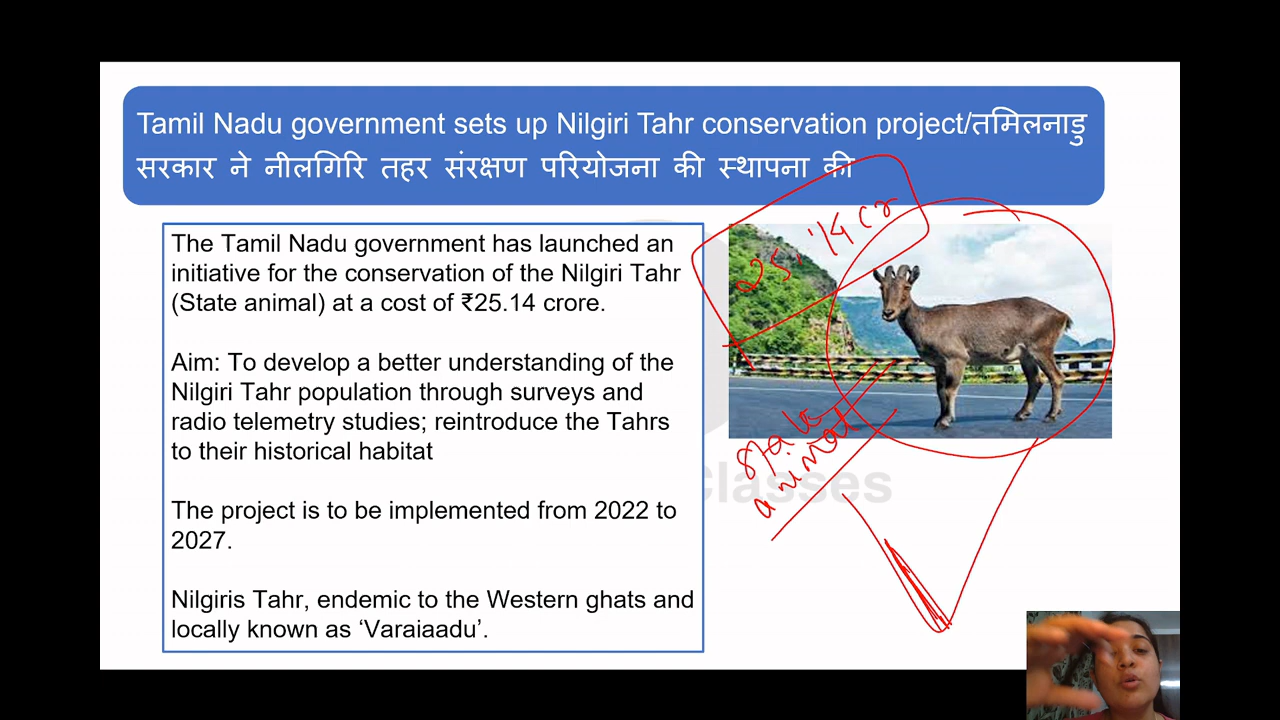 Tamil Nadu government sets up Nilgiri Tahr conservation project/तमिलनाडु
सरकार ने नीलगिरि तहर संरक्षण परियोजना की स्थापना की
25.14 cr
The Tamil Nadu government has launched an
initiative for the conservation of the Nilgiri Tahr
(State animal) at a cost of ₹25.14 crore.
Aim: To develop a better understanding of the
Nilgiri Tahr population through surveys and
radio telemetry studies; reintroduce the Tahrs
to their historical habitat
The project is to be implemented from 2022 to
2027.
Nilgiris Tahr, endemic to the Western ghats and
locally known as ‘Varaiaadu’.
State
animal
Classes